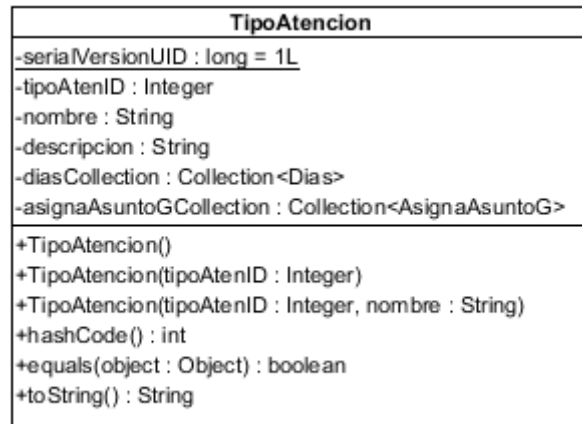 TipoAtencion
-serialVersionUID : long = 1L
-tipoAtenID : Integer
-nombre : String
-descripcion : String
-diasCollection : Collection<Dias>
-asignaAsuntoGCollection : Collection<AsignaAsuntoG>
+TipoAtencion()
+TipoAtencion(tipoAtenID : Integer)
+TipoAtencion(tipoAtenID : Integer, nombre : String)
+hashCode() : int
+equals(object : Object) : boolean
+toString() : String